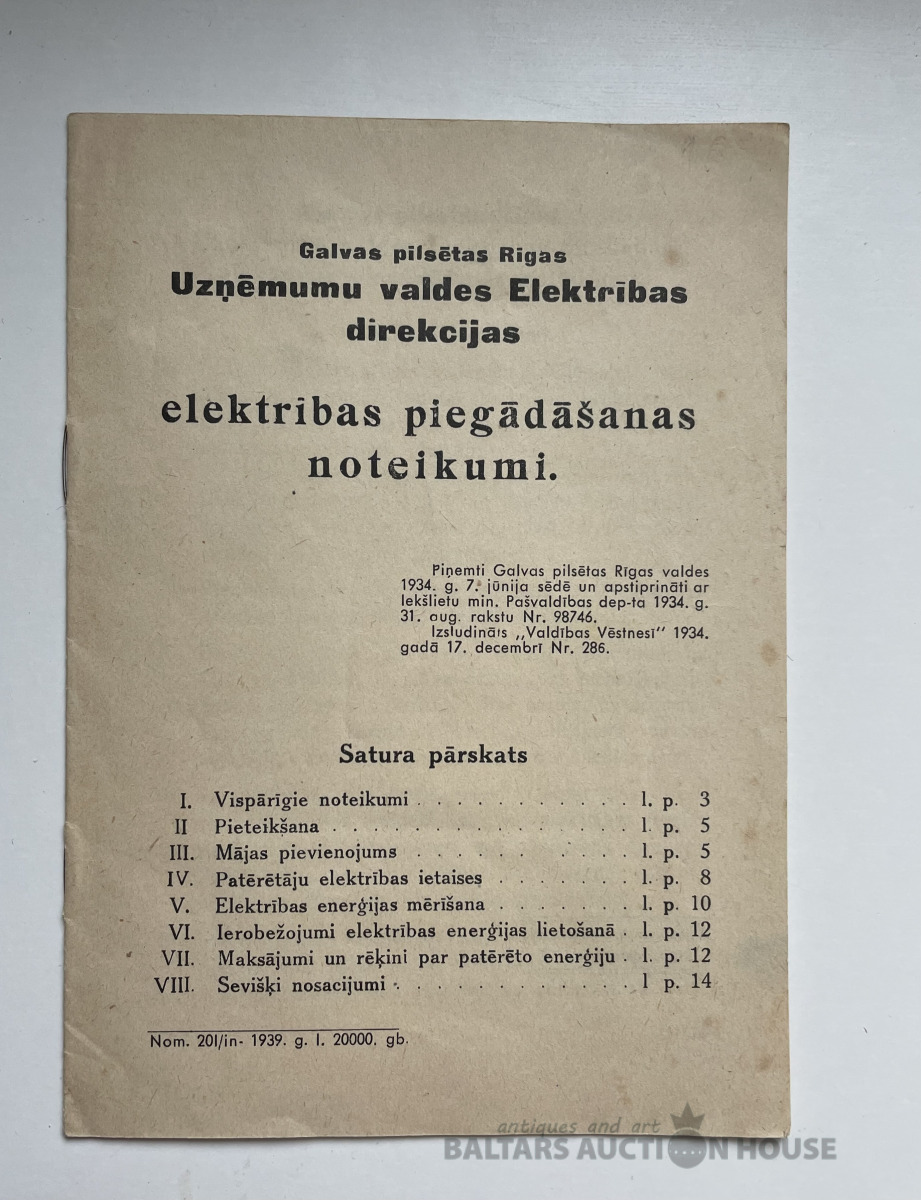 Galvas pilsētas Rīgas
Uzņēmumu valdes Elektrības
direkcijas
elektrības piegādāšanas
noteikumi.
Piņemti Galvas pilsētas Rīgas valdes
1934. g. 7. jūnija sēdē un apstiprināti ar
Iekšlietu min. Pašvaldības dep-ta 1934. g.
31. aug. rakstu Nr. 98746.
Izsludināts „Valdības Vēstnesī“ 1934.
gadā 17. decembrī Nr. 286.
Satura pārskats
I. Vispārīgie noteikumi . . . . . . . . . . . l. p. 3
II Pieteikšana . . . . . . . . . . . . . . . l. p. 5
III. Mājas pievienojums . . . . . . . . . . l. p. 5
IV. Patērētāju elektrības ietaises . . . . . . . l. p. 8
V. Elektrības enerģijas mērīšana . . . . . . . l. p. 10
VI. Ierobežojumi elektrības enerģijas lietošanā . l. p. 12
VII. Maksājumi un rēķini par patērēto enerģiju . l. p. 12
VIII. Sevišķi nosacijumi . . . . . . . . . . . . l p. 14
Nom. 201/in- 1939. g. I. 20000. gb.
antiques and art
BALTARS AUCTION HOUSE